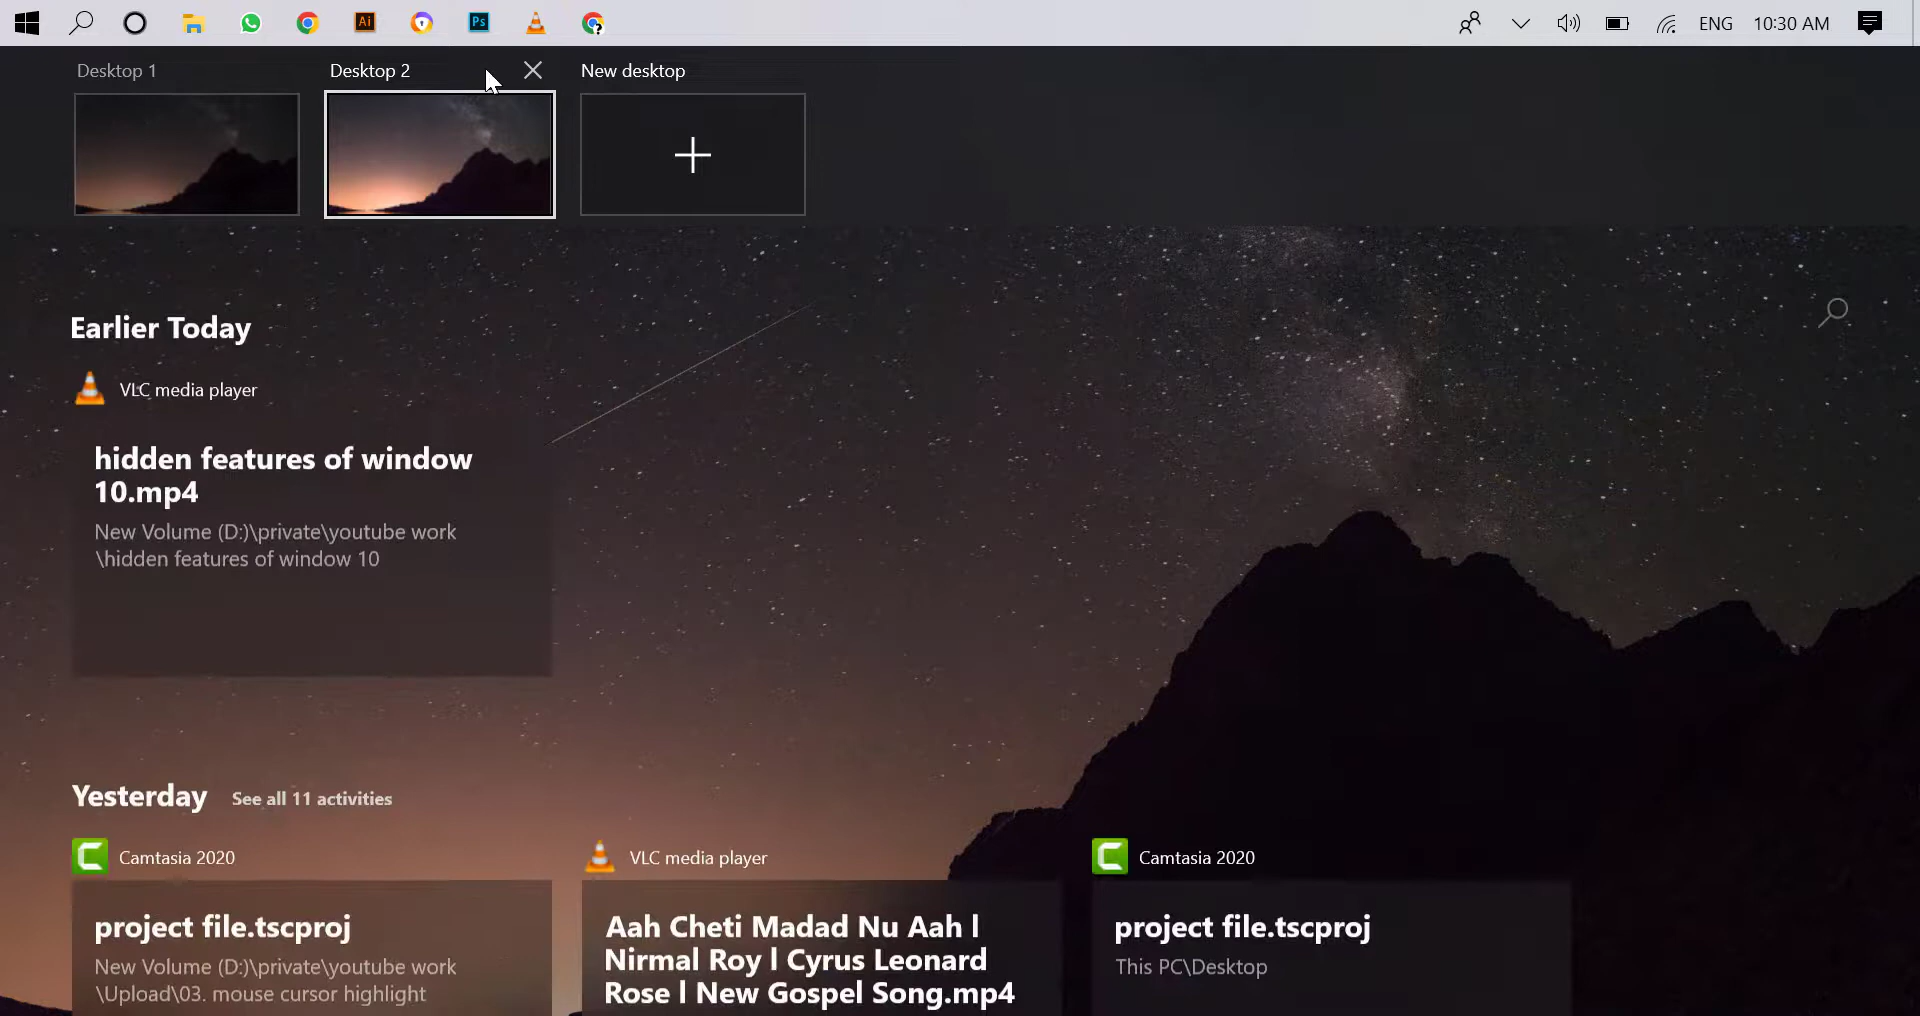 Ai
Ps
ENG
10:30 AM
Desktop 1
Desktop 2
New desktop
Earlier Today
VLC media player
hidden features of window
10.mp4
New Volume (D:)\private\youtube work
\hidden features of window 10
Yesterday
See all 11 activities
Camtasia 2020
project file.tscproj
New Volume (D:)\private\youtube work
\Upload\03. mouse cursor highlight
VLC media player
Aah Cheti Madad Nu Aah l
Nirmal Roy l Cyrus Leonard
Rose l New Gospel Song.mp4
Camtasia 2020
project file.tscproj
This PC\Desktop